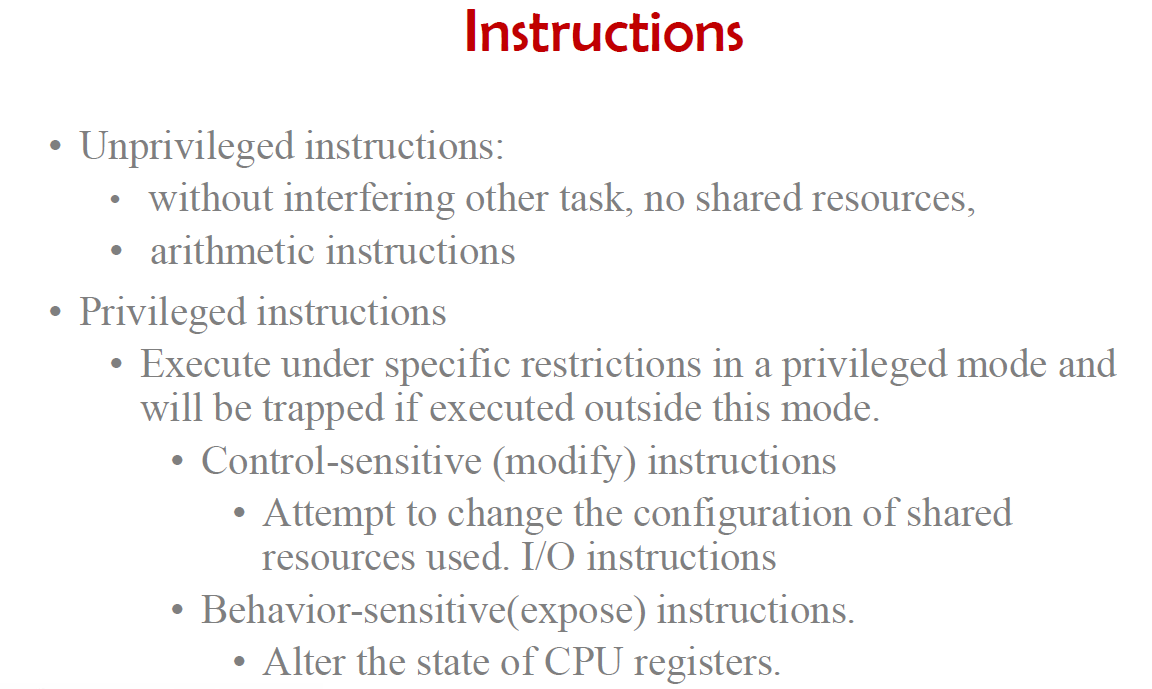 Instructions
• Unprivileged instructions:
• without interfering other task, no shared resources,
• arithmetic instructions
• Privileged instructions
• Execute under specific restrictions in a privileged mode and
will be trapped if executed outside this mode.
• Control-sensitive (modify) instructions
• Attempt to change the configuration of shared
resources used. I/O instructions
• Behavior-sensitive(expose) instructions.
• Alter the state of CPU registers.